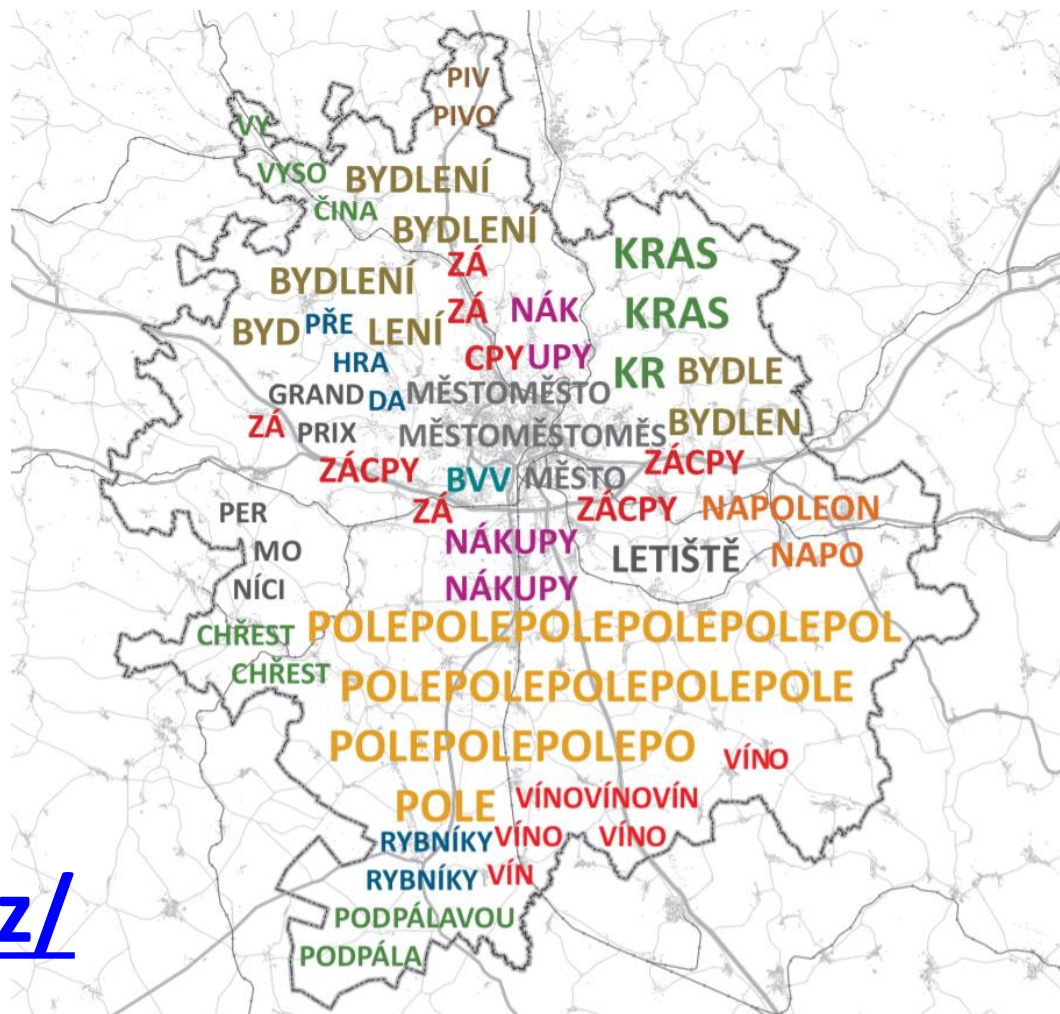 PIV
PIVO
VY
VYSO BYDLENÍ
ČINA
BYDLENÍ
ZÁ KRAS
BYDLENÍ
ZÁ NÁK KRAS
BYD PŘE LENÍ
HRA CPY UPY
KR BYDLE
GRAND DA MĚSTOMĚSTO
BYDLEN
ZÁ PRIX MĚSTOMĚSTOMĚS
ZÁCPY ZÁCPY
BVV MĚSTO
PER ZÁ ZÁCPY NAPOLEON
MO NÁKUPY LETIŠTĚ NAPO
NÍCI NÁKUPY
CHŘEST POLEPOLEPOLEPOLEPOLEPOL
CHŘEST POLEPOLEPOLEPOLEPOLE
POLEPOLEPOLEPO VÍNO
POLE VÍNOVÍNOVÍN
RYBNÍKY VÍNO VÍNO
RYBNÍKY VÍN
z/
PODPÁLAVOU
PODPÁLA